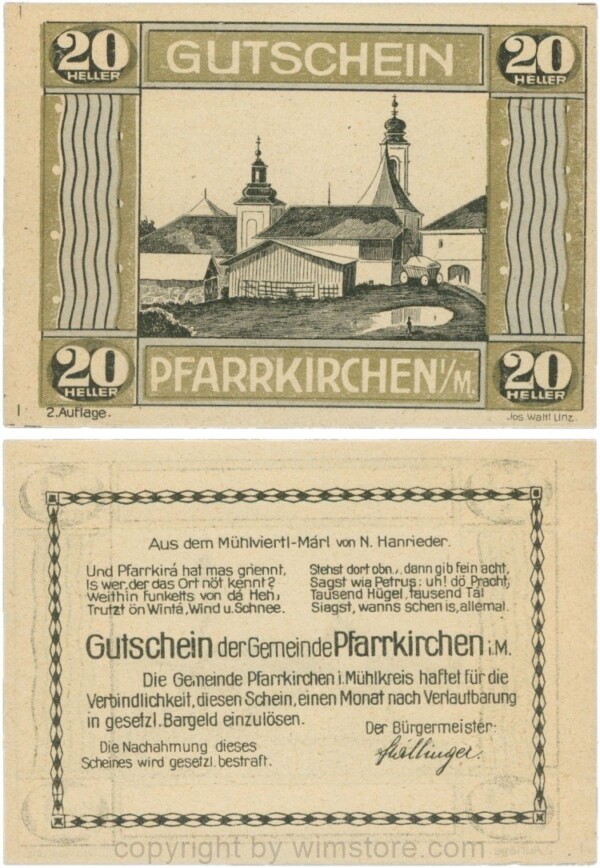 20 HELLER GUTSCHEIN 20 HELLER
20 HELLER PFARRKIRCHEN i/M. 20 HELLER
2. Auflage. Jos. Waltl Linz.
Aus dem Mühlviertl-Márl von N. Hanrieder.
Und Pfarrkirá hat mas gnennt,
Is wer, der das Ort nöt kennt?
Weithin funkelts von dá Heh,
Trutzt ön Wintá, Wind u. Schnee.
Stehst dort obn, dann gib fein acht,
Sagst wia Petrus: uh! dö Pracht,
Tausend Hügel, tausend Tál
Siagst, wanns schen is, allemal.
Gutschein der Gemeinde Pfarrkirchen i.M.
Die Gemeinde Pfarrkirchen i. Mühlkreis haftet für die
Verbindlichkeit, diesen Schein, einen Monat nach Verlautbarung
in gesetzl. Bargeld einzulösen.
Die Nachahmung dieses
Scheines wird gesetzl. bestraft.
Der Bürgermeister:
copyright by wimstore.com